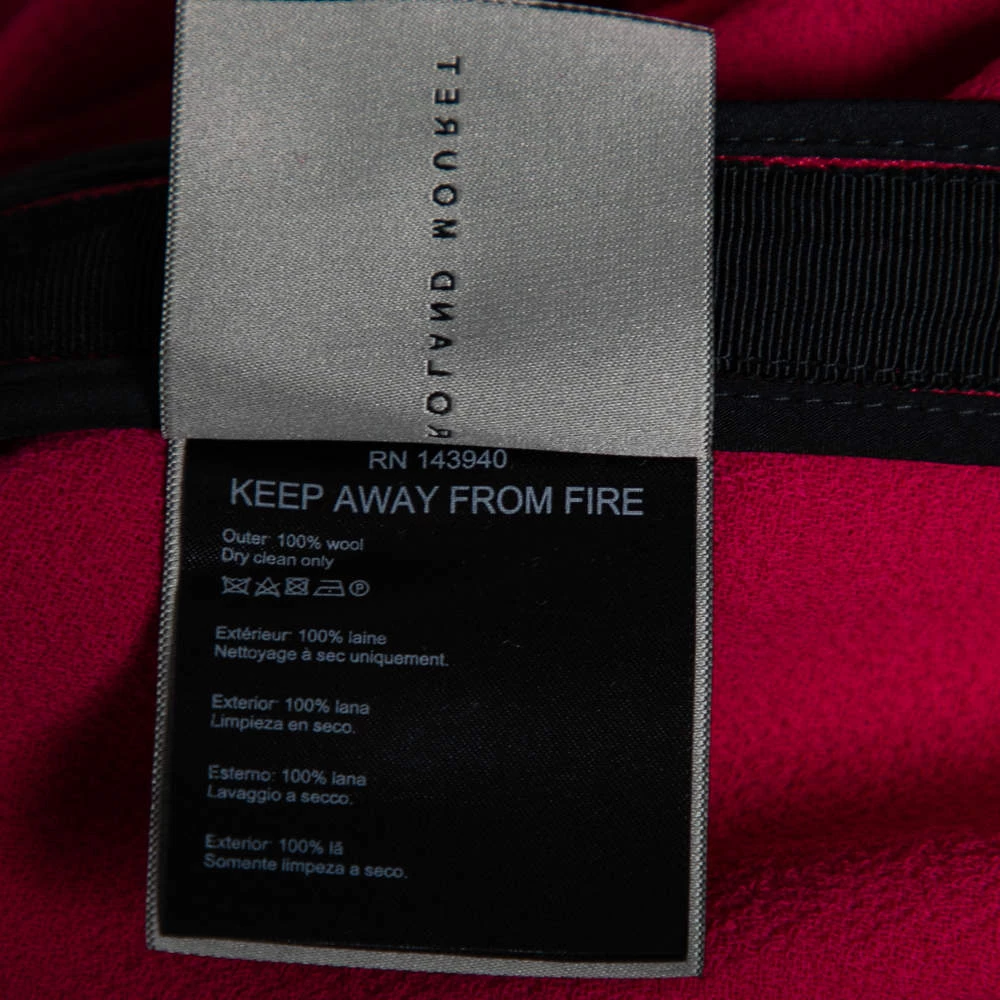 ROLAND MOURET
RN 143940
KEEP AWAY FROM FIRE
Outer: 100% wool
Dry clean only
P
Extérieur: 100% laine
Nettoyage à sec uniquement.
Exterior: 100% lana
Limpieza en seco.
Esterno: 100% lana
Lavaggio a secco.
Exterior: 100% lã
Somente limpeza a seco.